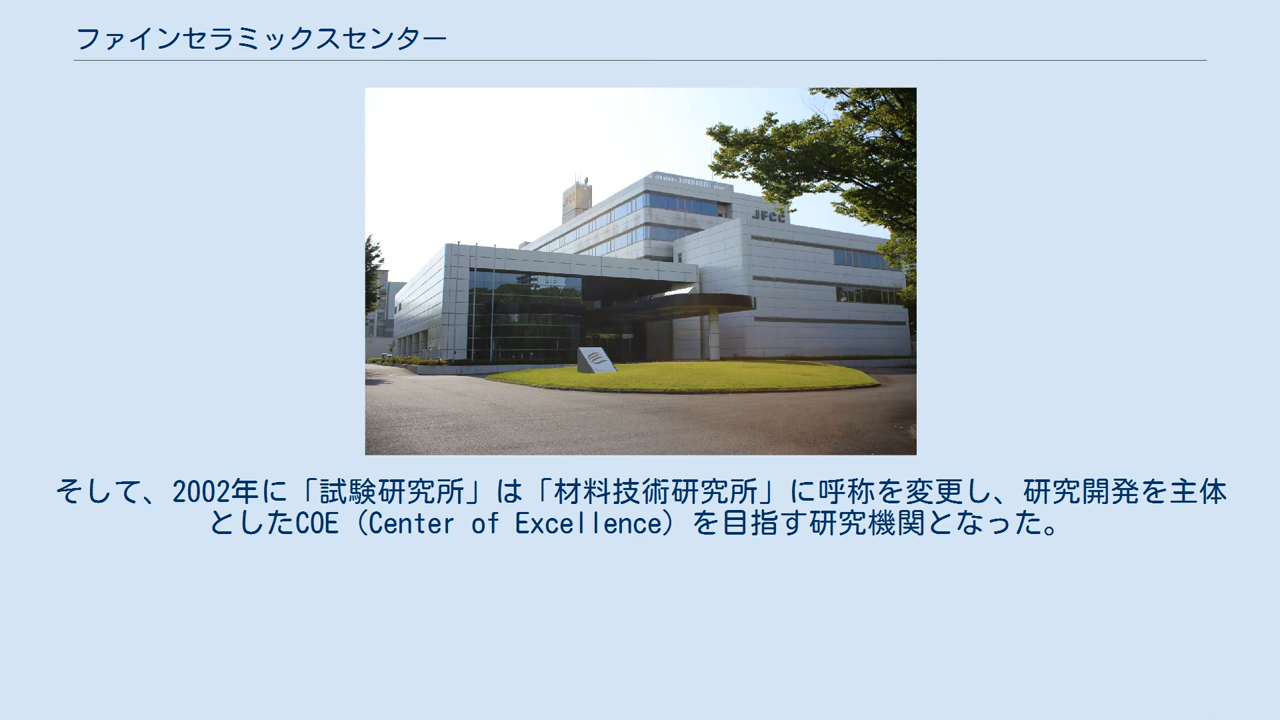 ファインセラミックスセンター
JFCC
そして、2002年に「試験研究所」は「材料技術研究所」に呼称を変更し、研究開発を主体
としたCOE（Center of Excellence）を目指す研究機関となった。